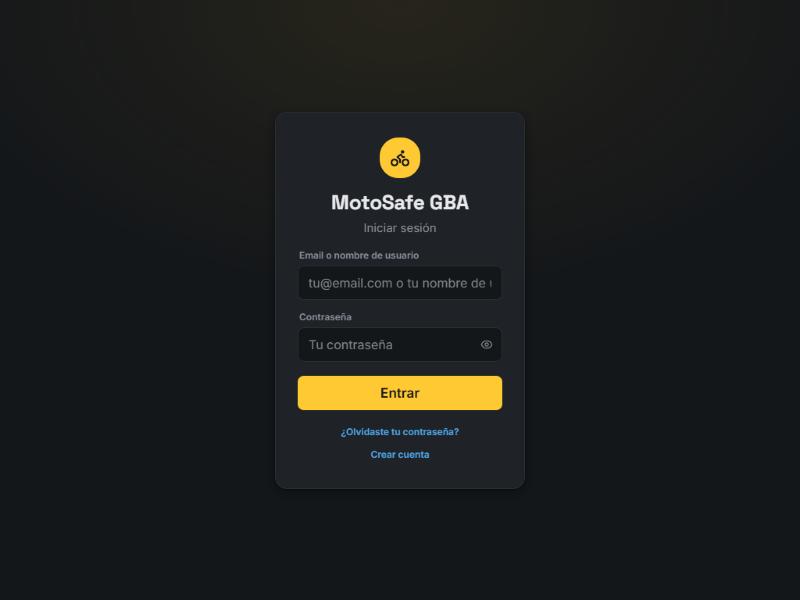 MotoSafe GBA
Iniciar sesión
Email o nombre de usuario
tu@email.com o tu nombre de
Contraseña
Tu contraseña
Entrar
¿Olvidaste tu contraseña?
Crear cuenta